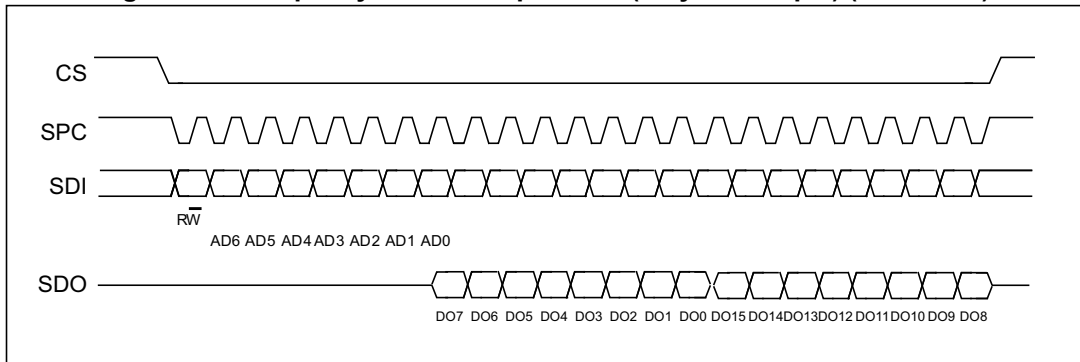 CS
SPC
SDI
RW̅
AD6 AD5 AD4 AD3 AD2 AD1 AD0
SDO
DO7 DO6 DO5 DO4 DO3 DO2 DO1 DO0 DO15 DO14 DO13 DO12 DO11 DO10 DO9 DO8